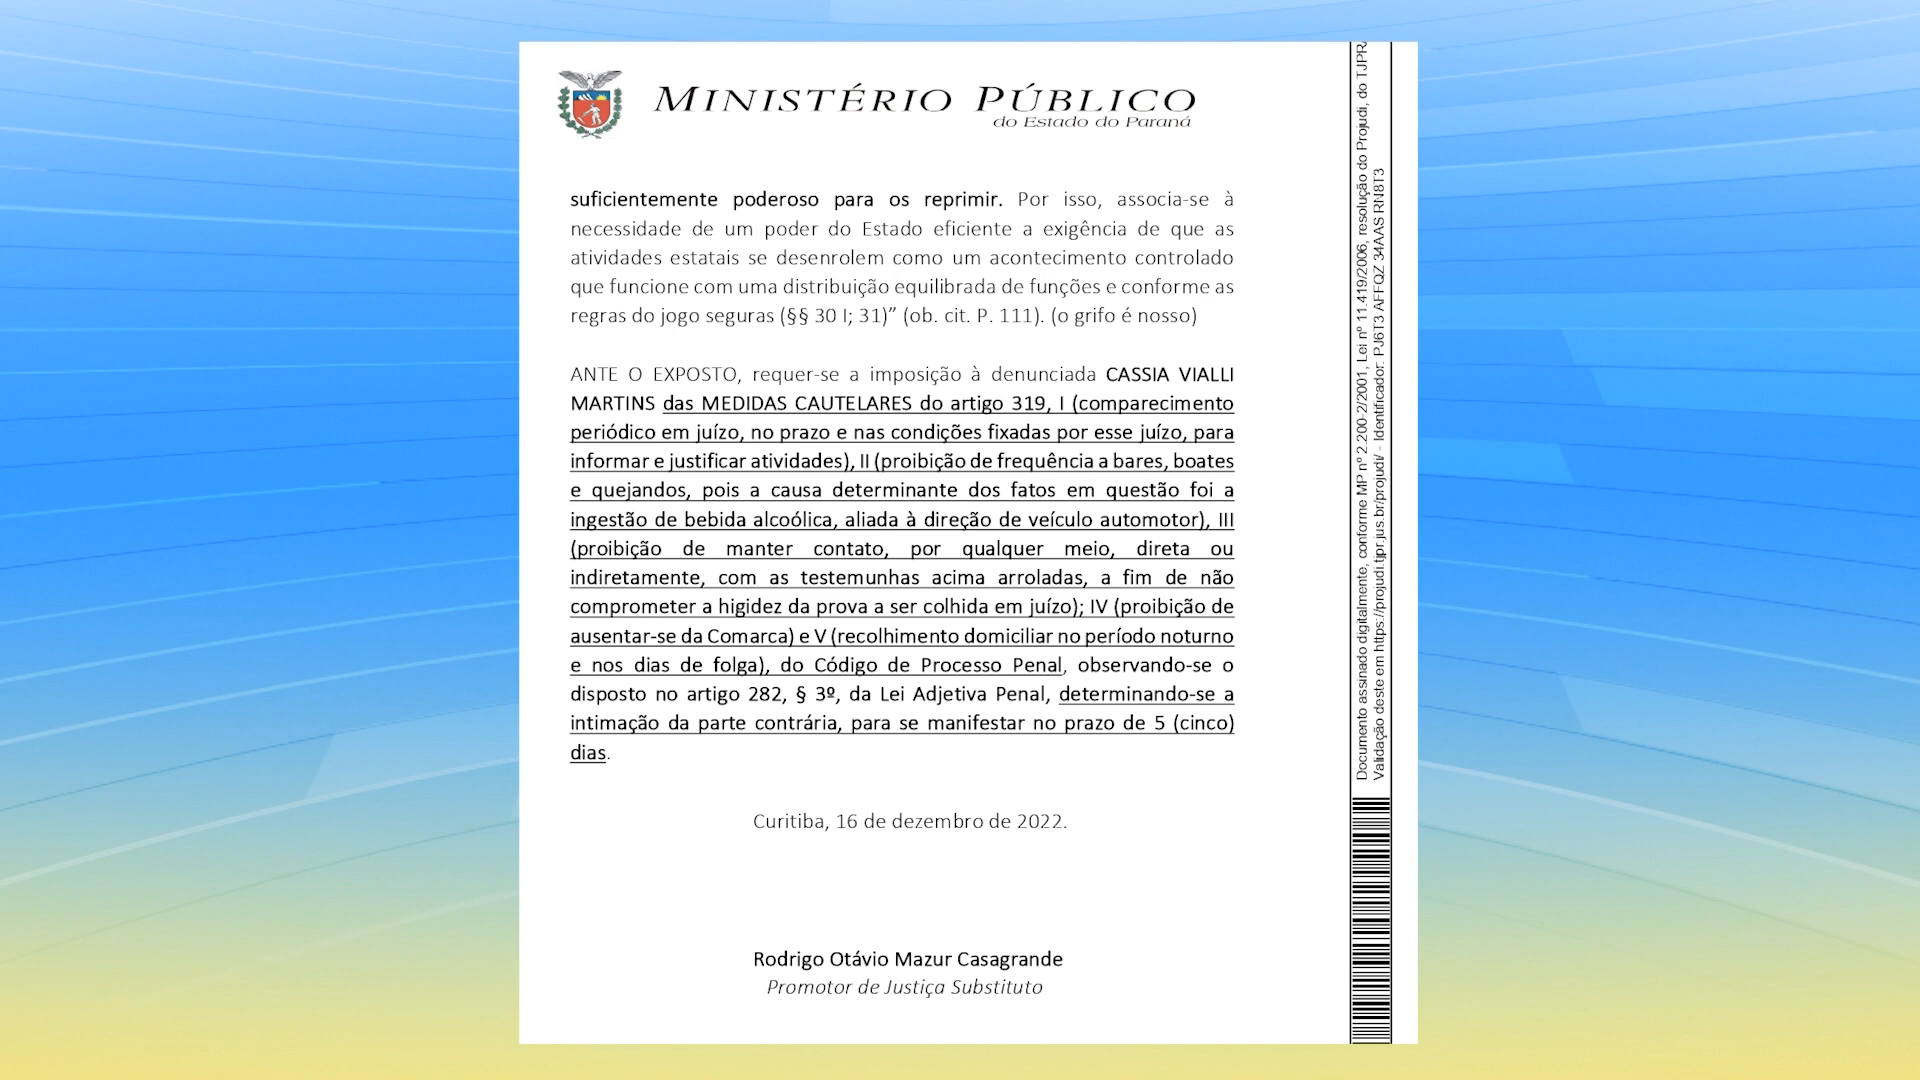 MINISTÉRIO PÚBLICO
do Estado do Paraná
suficientemente poderoso para os reprimir. Por isso, associa-se à
necessidade de um poder do Estado eficiente a exigência de que as
atividades estatais se desenrolem como um acontecimento controlado
que funcione com uma distribuição equilibrada de funções e conforme as
regras do jogo seguras (§§ 30 I; 31)” (ob. cit. P. 111). (o grifo é nosso)
ANTE O EXPOSTO, requer-se a imposição à denunciada CASSIA VIALLI
MARTINS das MEDIDAS CAUTELARES do artigo 319, I (comparecimento
periódico em juízo, no prazo e nas condições fixadas por esse juízo, para
informar e justificar atividades), II (proibição de frequência a bares, boates
e quejandos, pois a causa determinante dos fatos em questão foi a
ingestão de bebida alcoólica, aliada à direção de veículo automotor), III
(proibição de manter contato, por qualquer meio, direta ou
indiretamente, com as testemunhas acima arroladas, a fim de não
comprometer a higidez da prova a ser colhida em juízo); IV (proibição de
ausentar-se da Comarca) e V (recolhimento domiciliar no período noturno
e nos dias de folga), do Código de Processo Penal, observando-se o
disposto no artigo 282, § 3º, da Lei Adjetiva Penal, determinando-se a
intimação da parte contrária, para se manifestar no prazo de 5 (cinco)
dias.
Curitiba, 16 de dezembro de 2022.
Rodrigo Otávio Mazur Casagrande
Promotor de Justiça Substituto
Documento assinado digitalmente, conforme MP nº 2.200-2/2001, Lei nº 11.419/2006, resolução do Projudi, do TJPR
Validação deste em https://projudi.tjpr.jus.br/projudi/ - Identificador: PJ6T3 AFFQZ 34AAS RN8T3